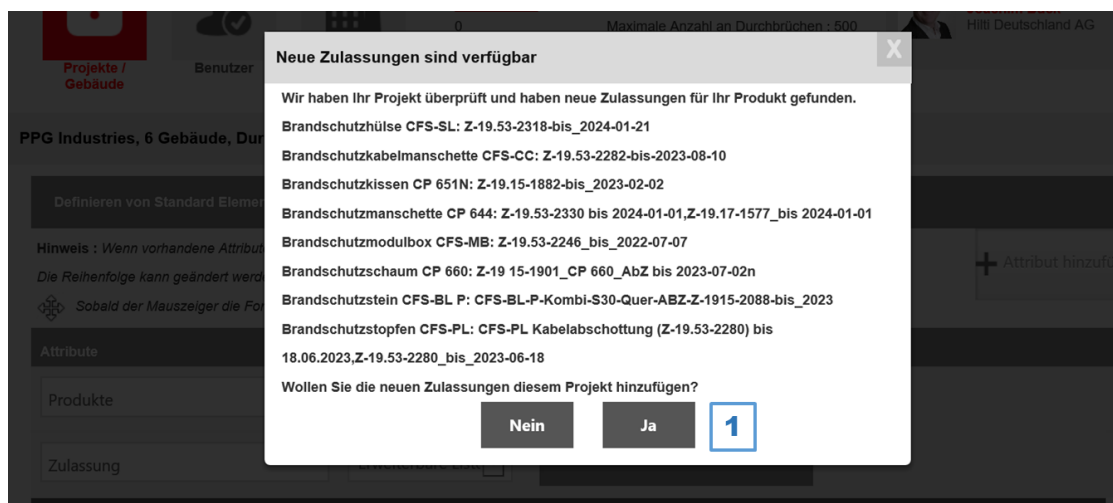 0
Maximale Anzahl an Durchbrüchen : 500
Hilti Deutschland AG
Projekte /
Gebäude
Benutzer
Neue Zulassungen sind verfügbar
X
Wir haben Ihr Projekt überprüft und haben neue Zulassungen für Ihr Produkt gefunden.
Brandschutzhülse CFS-SL: Z-19.53-2318-bis_2024-01-21
Brandschutzkabelmanschette CFS-CC: Z-19.53-2282-bis-2023-08-10
Brandschutzkissen CP 651N: Z-19.15-1882-bis_2023-02-02
Brandschutzmanschette CP 644: Z-19.53-2330 bis 2024-01-01,Z-19.17-1577_bis 2024-01-01
Brandschutzmodulbox CFS-MB: Z-19.53-2246_bis_2022-07-07
Brandschutzschaum CP 660: Z-19 15-1901_CP 660_AbZ bis 2023-07-02n
Brandschutzstein CFS-BL P: CFS-BL-P-Kombi-S30-Quer-ABZ-Z-1915-2088-bis_2023
Brandschutzstopfen CFS-PL: CFS-PL Kabelabschottung (Z-19.53-2280) bis
18.06.2023,Z-19.53-2280_bis_2023-06-18
Wollen Sie die neuen Zulassungen diesem Projekt hinzufügen?
Nein
Ja
1
PPG Industries, 6 Gebäude, Dur
Definieren von Standard Elemen
Hinweis : Wenn vorhandene Attribut
Die Reihenfolge kann geändert werd
Sobald der Mauszeiger die For
Attribut hinzufü
Attribute
Produkte
Zulassung
Erweiterbare Liste